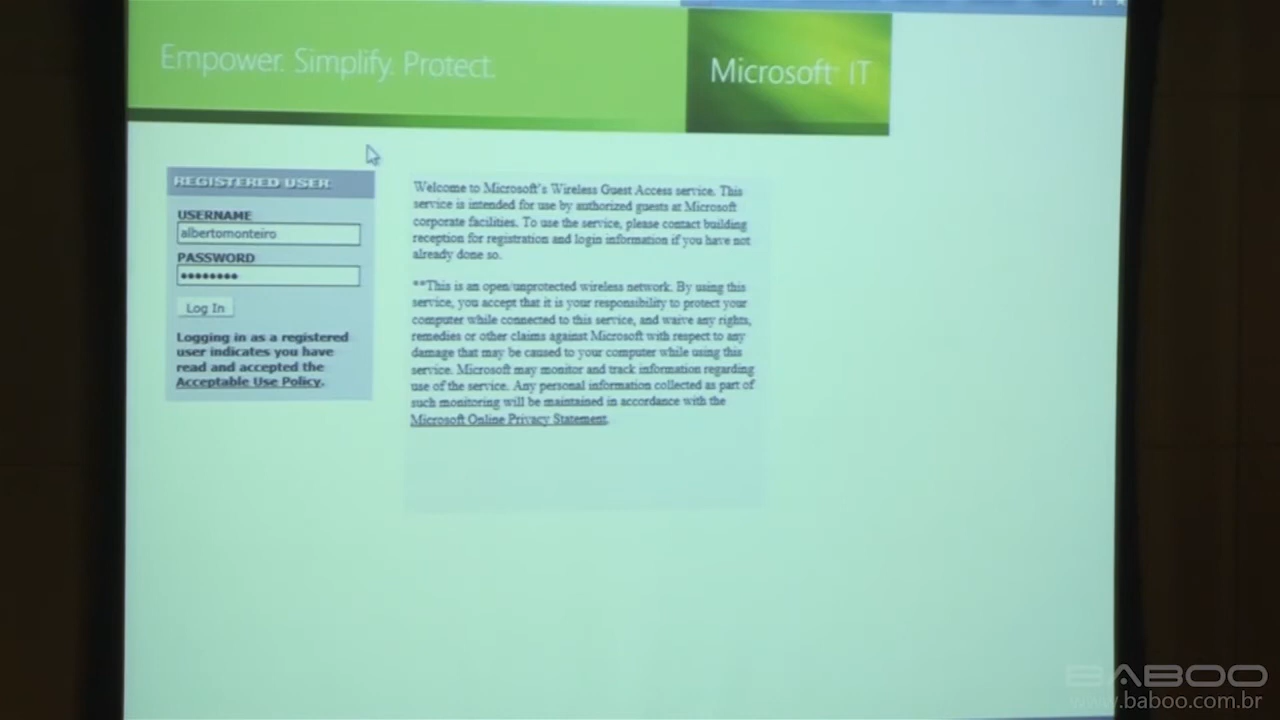 Empower. Simplify. Protect.
Microsoft IT
REGISTERED USER
USERNAME
albertomonteiro
PASSWORD
••••••••
Log In
Logging in as a registered
user indicates you have
read and accepted the
Acceptable Use Policy.
Welcome to Microsoft's Wireless Guest Access service. This
service is intended for use by authorized guests at Microsoft
corporate facilities. To use the service, please contact building
reception for registration and login information if you have not
already done so.
**This is an open/unprotected wireless network. By using this
service, you accept that it is your responsibility to protect your
computer while connected to this service, and waive any rights,
remedies or other claims against Microsoft with respect to any
damage that may be caused to your computer while using this
service. Microsoft may monitor and track information regarding
use of the service. Any personal information collected as part of
such monitoring will be maintained in accordance with the
Microsoft Online Privacy Statement.
BABOO
www.baboo.com.br